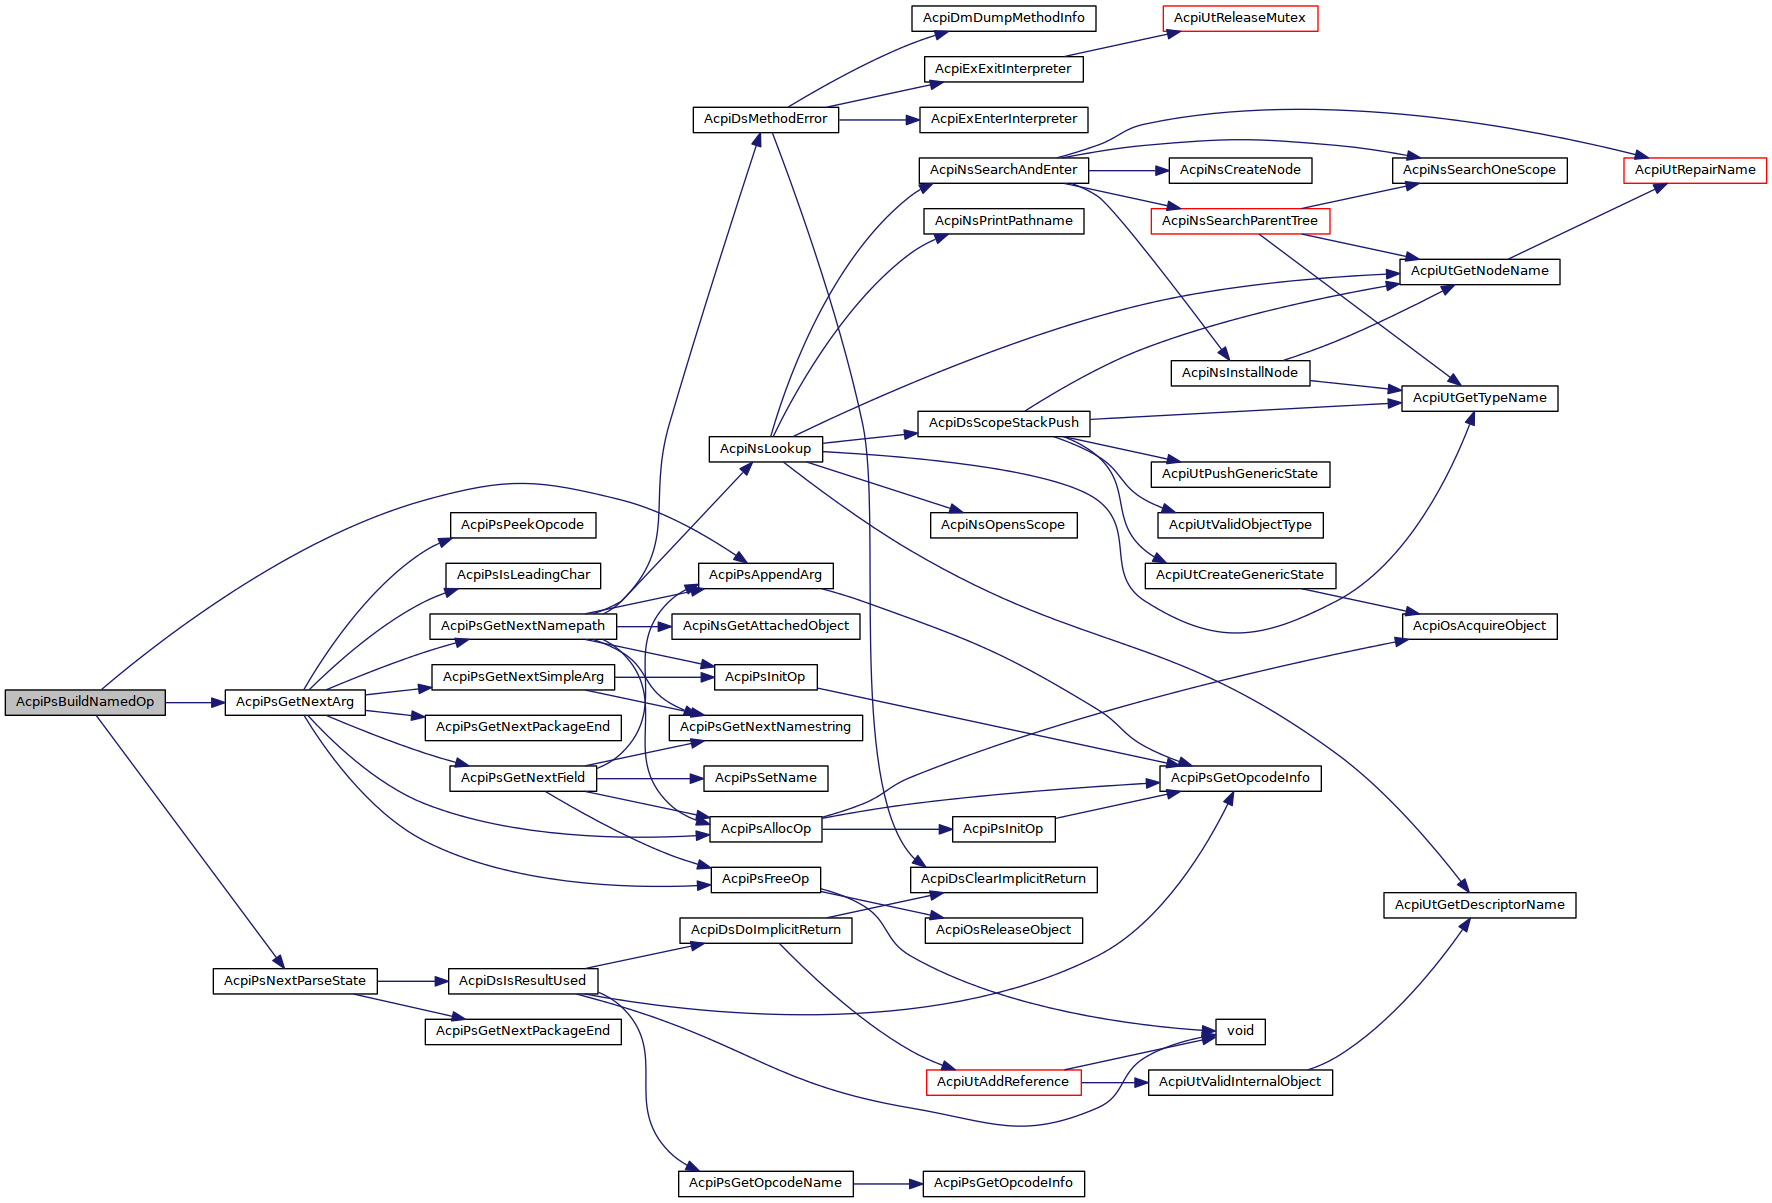 AcpiDmDumpMethodInfo
AcpiUtReleaseMutex
AcpiExExitInterpreter
AcpiDsMethodError
AcpiExEnterInterpreter
AcpiNsSearchAndEnter
AcpiNsCreateNode
AcpiNsSearchOneScope
AcpiUtRepairName
AcpiNsPrintPathname
AcpiNsSearchParentTree
AcpiUtGetNodeName
AcpiNsInstallNode
AcpiUtGetTypeName
AcpiDsScopeStackPush
AcpiNsLookup
AcpiUtPushGenericState
AcpiPsPeekOpcode
AcpiNsOpensScope
AcpiUtValidObjectType
AcpiPsIsLeadingChar
AcpiPsAppendArg
AcpiUtCreateGenericState
AcpiPsGetNextNamepath
AcpiNsGetAttachedObject
AcpiOsAcquireObject
AcpiPsGetNextSimpleArg
AcpiPsInitOp
AcpiPsBuildNamedOp
AcpiPsGetNextArg
AcpiPsGetNextPackageEnd
AcpiPsGetNextNamestring
AcpiPsGetNextField
AcpiPsSetName
AcpiPsGetOpcodeInfo
AcpiPsAllocOp
AcpiPsInitOp
AcpiPsFreeOp
AcpiDsClearImplicitReturn
AcpiUtGetDescriptorName
AcpiDsDoImplicitReturn
AcpiOsReleaseObject
AcpiPsNextParseState
AcpiDsIsResultUsed
AcpiPsGetNextPackageEnd
void
AcpiUtAddReference
AcpiUtValidInternalObject
AcpiPsGetOpcodeName
AcpiPsGetOpcodeInfo